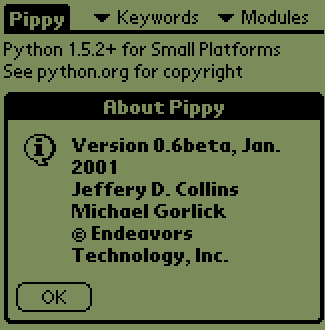 Pippy ▼ Keywords ▼ Modules
Python 1.5.2+ for Small Platforms
See python.org for copyright
About Pippy
Version 0.6beta, Jan.
2001
Jeffery D. Collins
Michael Gorlick
© Endeavors
Technology, Inc.
OK